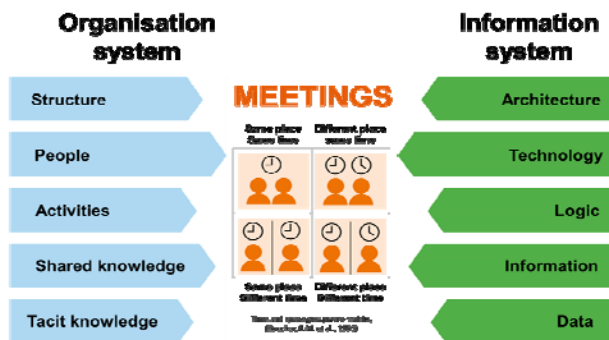 Organisation
system
Information
system
Structure
People
Activities
Shared knowledge
Tacit knowledge
MEETINGS
Same place
Same time
Different place
same time
Same place
Different time
Different place
Different time
Architecture
Technology
Logic
Information
Data